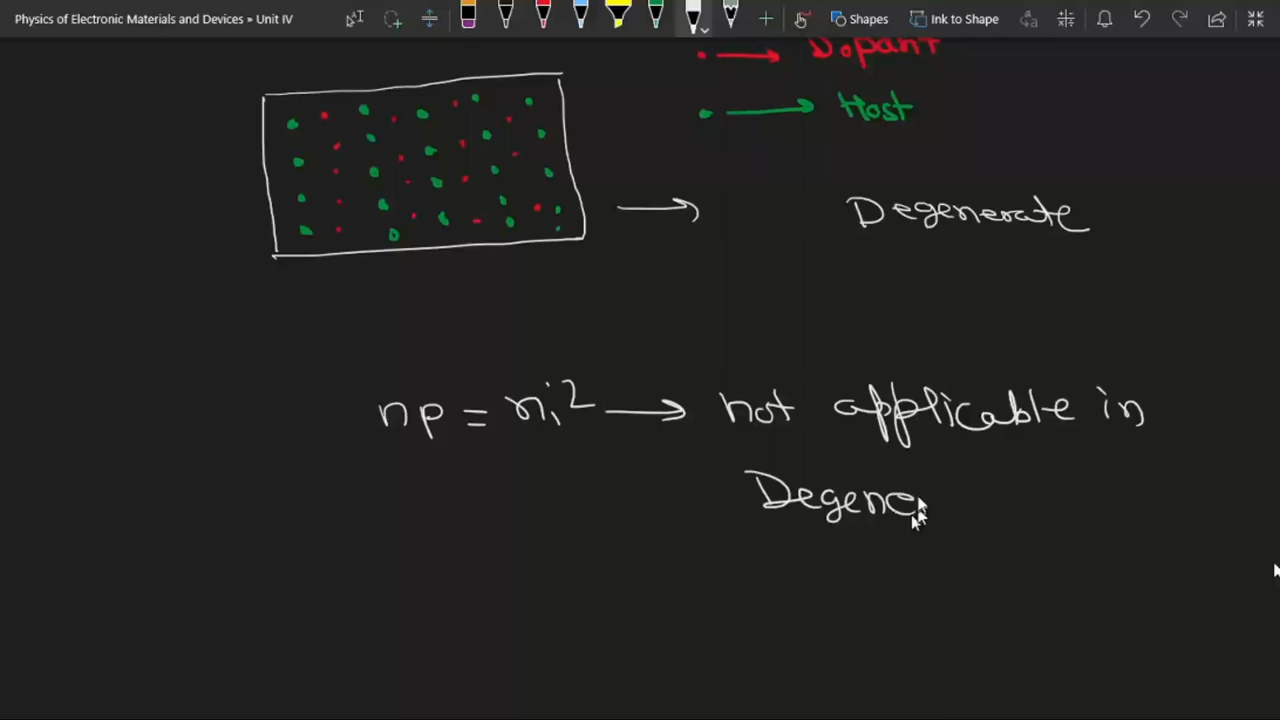 Physics of Electronic Materials and Devices » Unit IV
Shapes
Ink to Shape
→ Dopant
→ Host
→ Degenerate
np = ni² → not applicable in
Degene